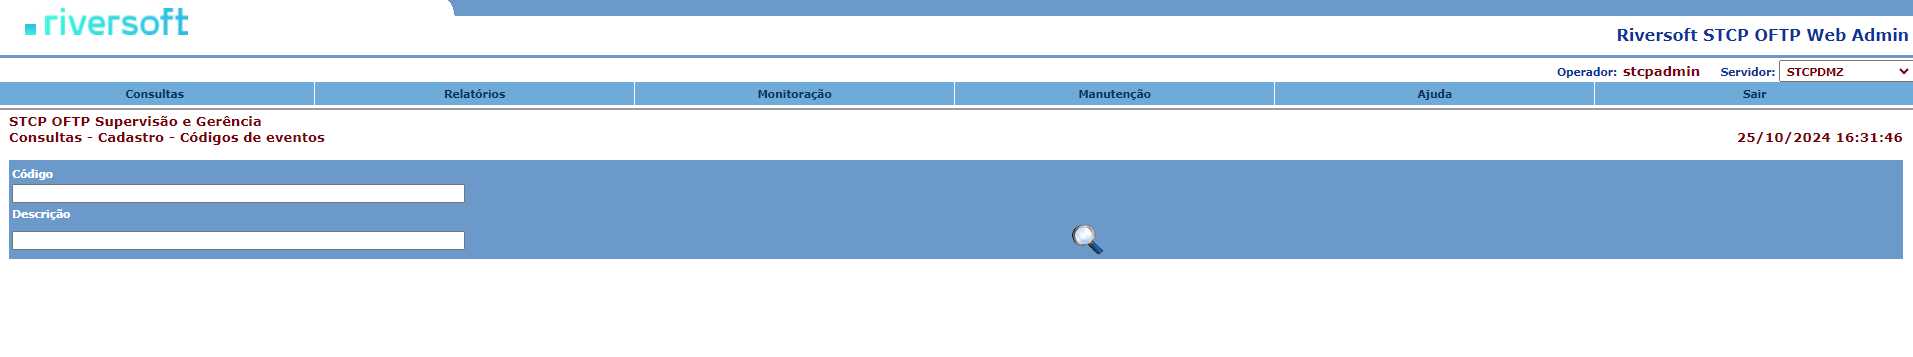 riversoft
Riversoft STCP OFTP Web Admin
Operador: stcpadmin Servidor: STCPDMZ
Consultas Relatórios Monitoração Manutenção Ajuda Sair
STCP OFTP Supervisão e Gerência
Consultas - Cadastro - Códigos de eventos 25/10/2024 16:31:46
Código
Descrição